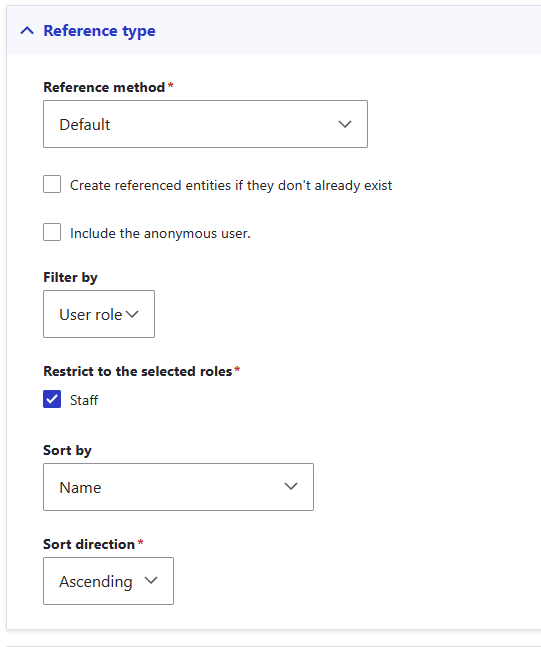 Reference type
Reference method*
Default
Create referenced entities if they don't already exist
Include the anonymous user.
Filter by
User role
Restrict to the selected roles*
Staff
Sort by
Name
Sort direction*
Ascending